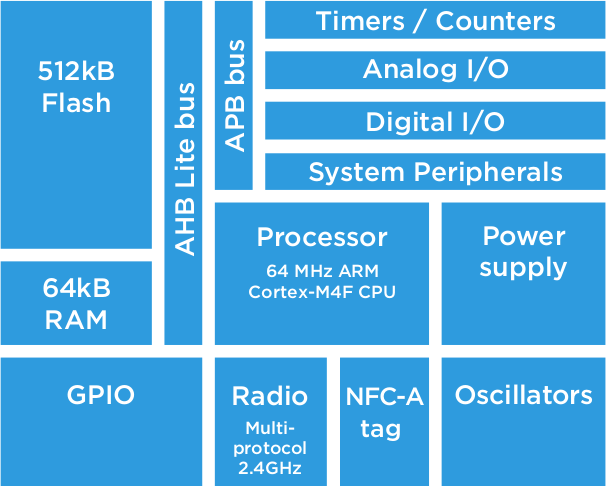 512kB
Flash
AHB Lite bus
APB bus
Timers / Counters
Analog I/O
Digital I/O
System Peripherals
64kB
RAM
Processor
64 MHz ARM
Cortex-M4F CPU
Power
supply
GPIO
Radio
Multi-
protocol
2.4GHz
NFC-A
tag
Oscillators